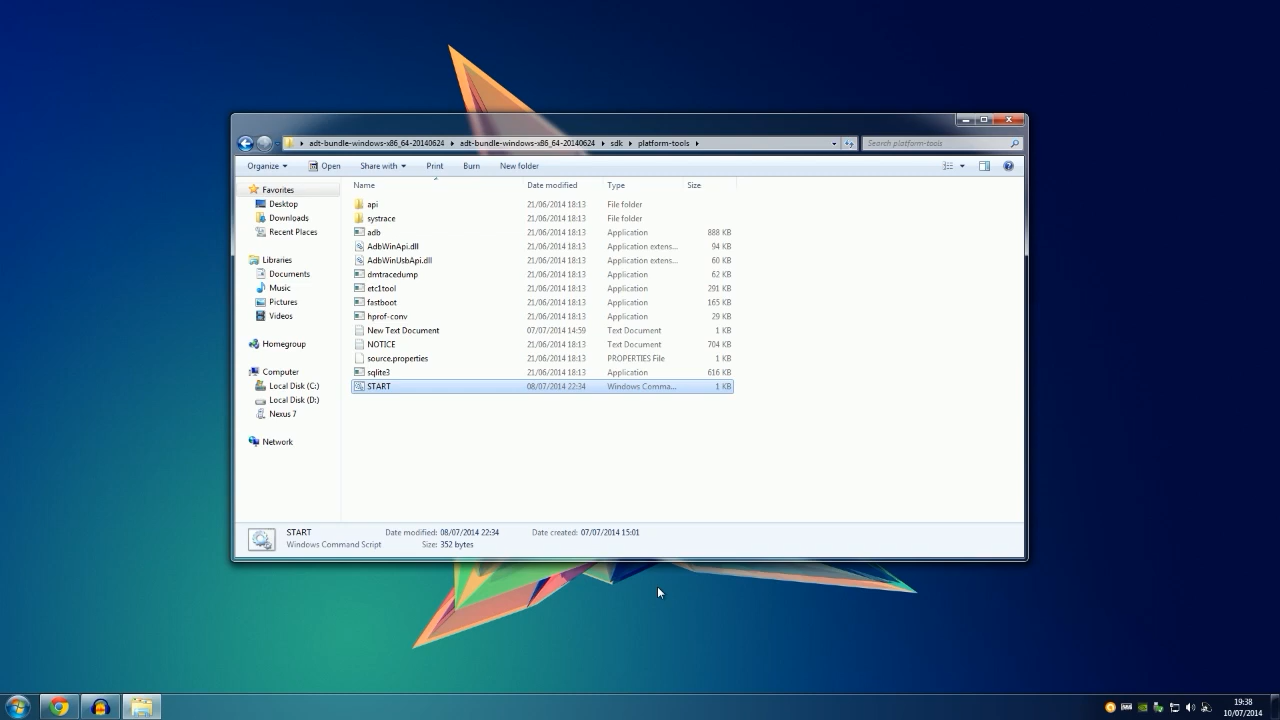 adt-bundle-windows-x86_64-20140624 adt-bundle-windows-x86_64-20140624 sdk platform-tools
Search platform-tools
Organize Open Share with Print Burn New folder
Favorites
Desktop
Downloads
Recent Places
Libraries
Documents
Music
Pictures
Videos
Homegroup
Computer
Local Disk (C:)
Local Disk (D:)
Nexus 7
Network
Name Date modified Type Size
api 21/06/2014 18:13 File folder
systrace 21/06/2014 18:13 File folder
adb 21/06/2014 18:13 Application 888 KB
AdbWinApi.dll 21/06/2014 18:13 Application extens... 94 KB
AdbWinUsbApi.dll 21/06/2014 18:13 Application extens... 60 KB
dmtracedump 21/06/2014 18:13 Application 62 KB
etc1tool 21/06/2014 18:13 Application 291 KB
fastboot 21/06/2014 18:13 Application 165 KB
hprof-conv 21/06/2014 18:13 Application 29 KB
New Text Document 07/07/2014 14:59 Text Document 1 KB
NOTICE 21/06/2014 18:13 Text Document 704 KB
source.properties 21/06/2014 18:13 PROPERTIES File 1 KB
sqlite3 21/06/2014 18:13 Application 616 KB
START 08/07/2014 22:34 Windows Comma... 1 KB
START Date modified: 08/07/2014 22:34 Date created: 07/07/2014 15:01
Windows Command Script Size: 352 bytes
19:38
10/07/2014